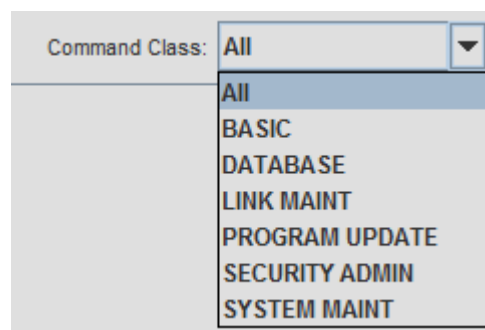 Command Class: All
All
BASIC
DATABASE
LINK MAINT
PROGRAM UPDATE
SECURITY ADMIN
SYSTEM MAINT